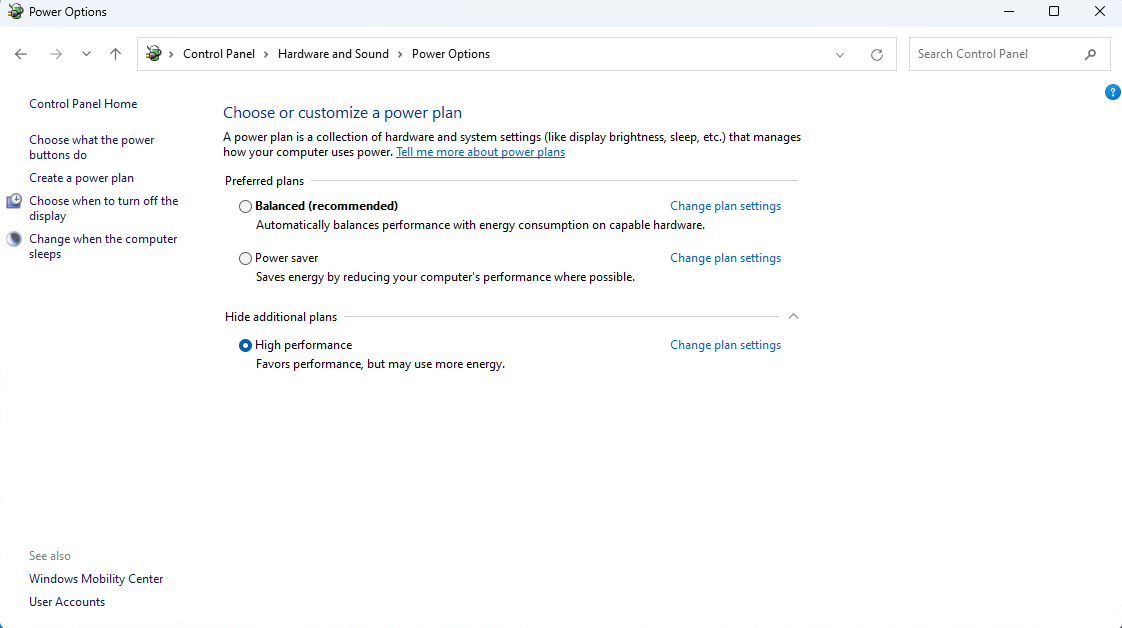 Power Options
Control Panel > Hardware and Sound > Power Options
Search Control Panel
Control Panel Home
Choose what the power
buttons do
Create a power plan
Choose when to turn off the
display
Change when the computer
sleeps
Choose or customize a power plan
A power plan is a collection of hardware and system settings (like display brightness, sleep, etc.) that manages
how your computer uses power. Tell me more about power plans
Preferred plans
Balanced (recommended) Change plan settings
Automatically balances performance with energy consumption on capable hardware.
Power saver Change plan settings
Saves energy by reducing your computer's performance where possible.
Hide additional plans
High performance Change plan settings
Favors performance, but may use more energy.
See also
Windows Mobility Center
User Accounts